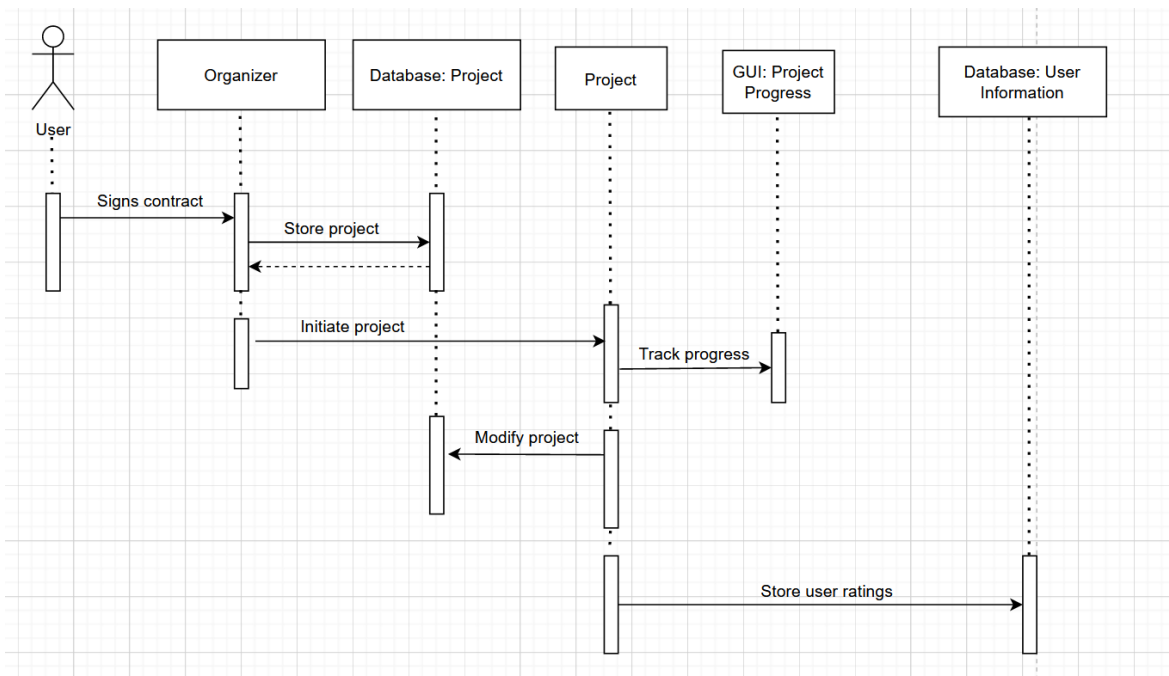 Organizer
Database: Project
Project
GUI: Project
Progress
Database: User
Information
User
Signs contract
Store project
Initiate project
Track progress
Modify project
Store user ratings